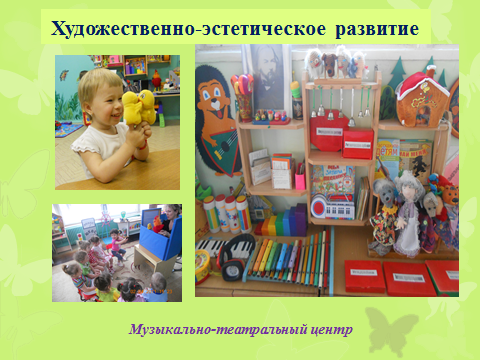 Художественно-эстетическое развитие
Музыкально-театральный центр